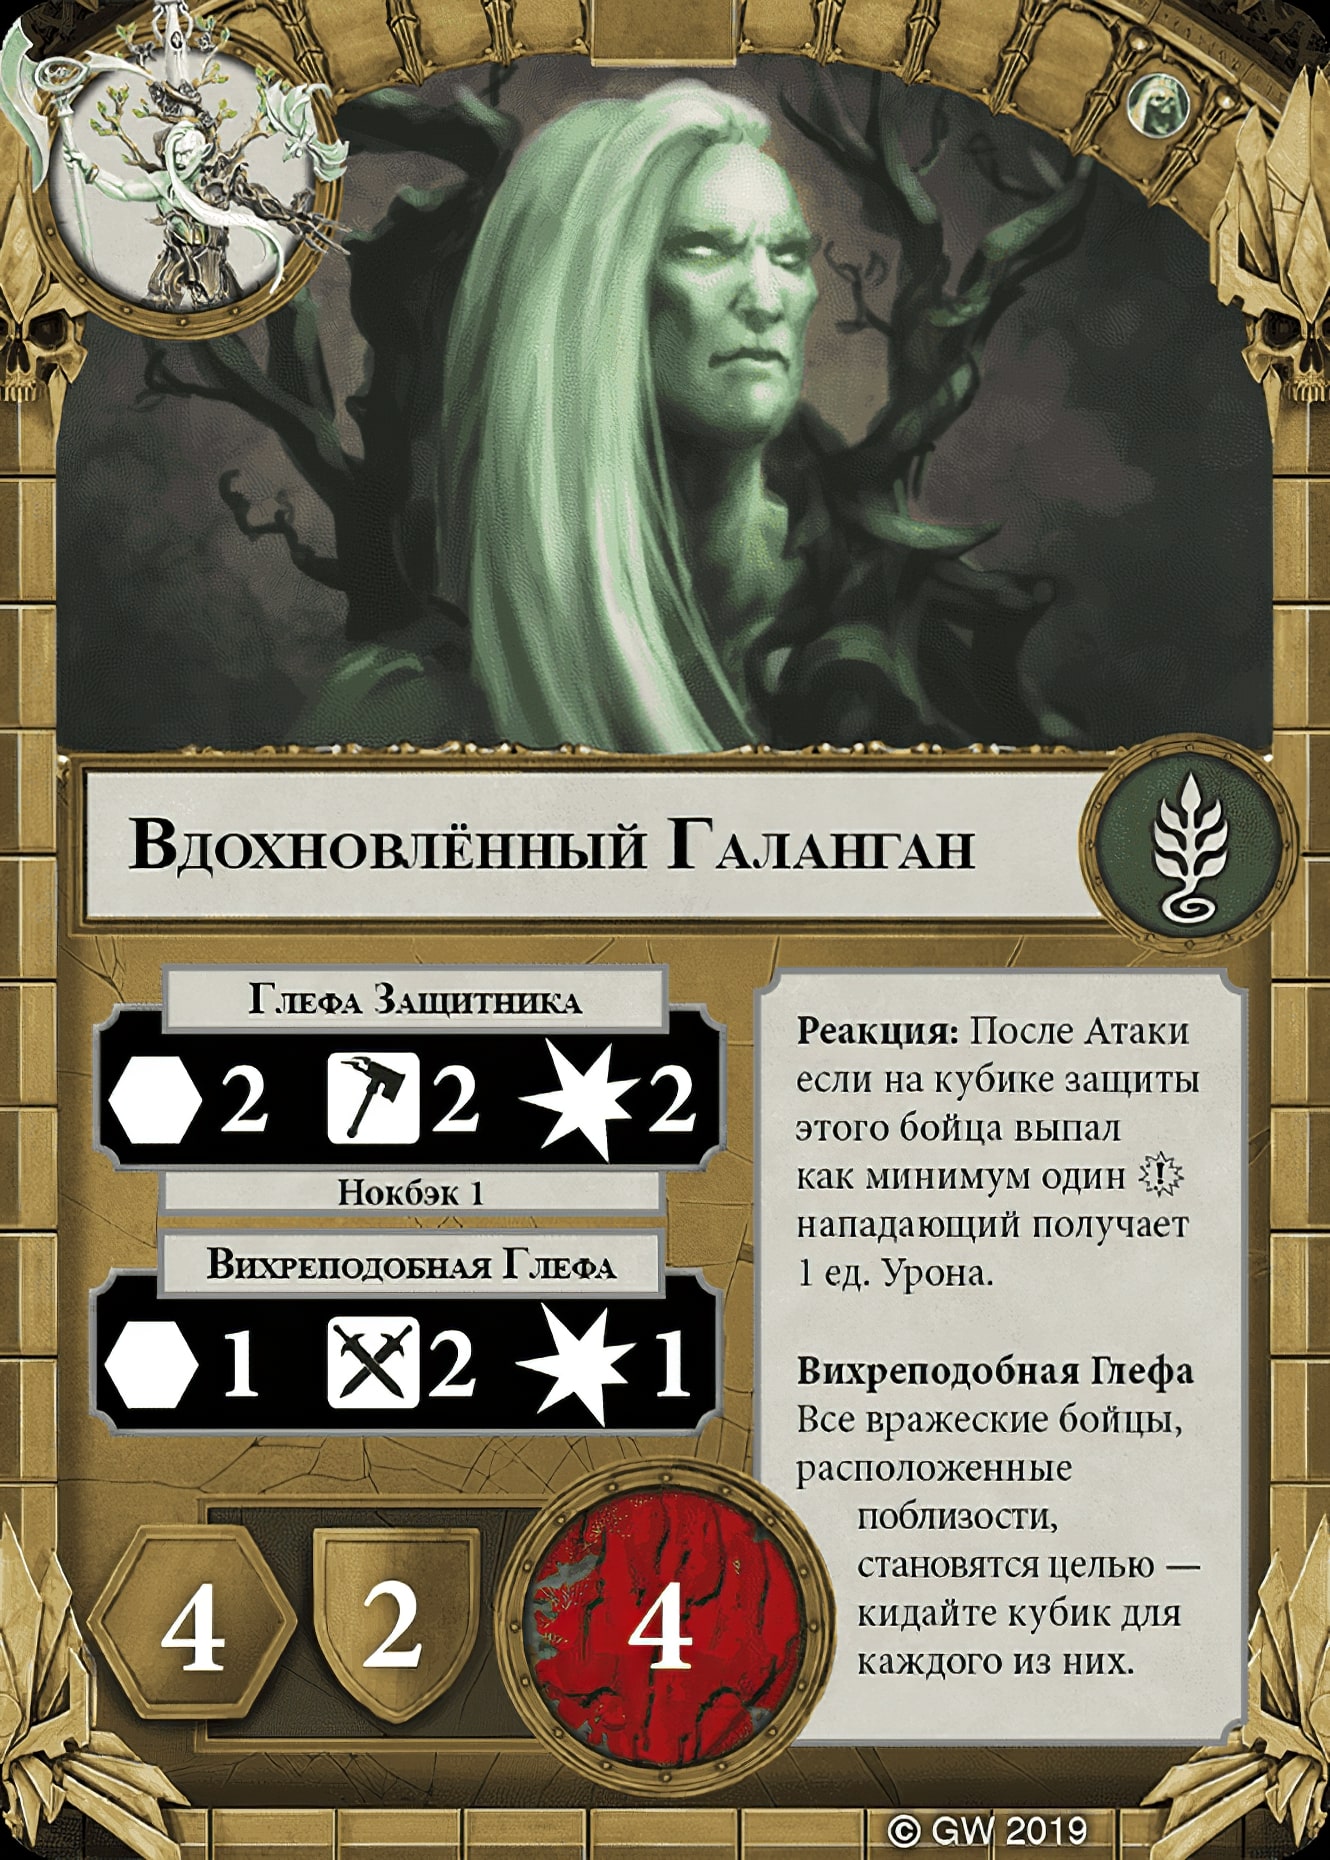 Вдохновлённый Галанган
Глефа Защитника
2 2 2
Нокбэк 1
Вихреподобная Глефа
1 2 1
4 2 4
Реакция: После Атаки
если на кубике защиты
этого бойца выпал
как минимум один
нападающий получает
1 ед. Урона.
Вихреподобная Глефа
Все вражеские бойцы,
расположенные
поблизости,
становятся целью —
кидайте кубик для
каждого из них.
© GW 2019